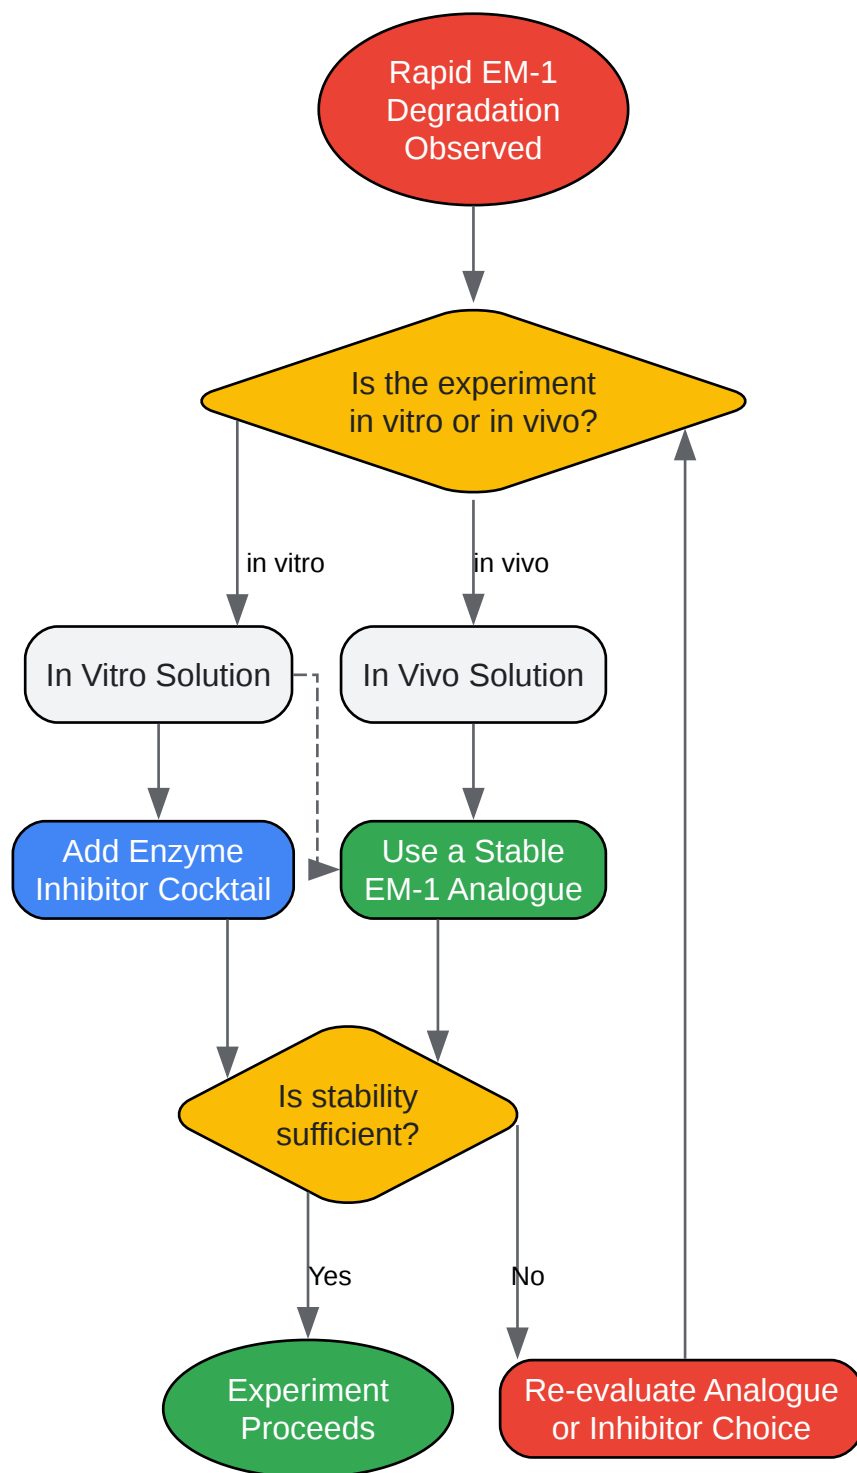 Rapid EM-1
Degradation
Observed
Is the experiment
in vitro or in vivo?
in vitro
in vivo
In Vitro Solution
In Vivo Solution
Add Enzyme
Inhibitor Cocktail
Use a Stable
EM-1 Analogue
Is stability
sufficient?
Yes
No
Experiment
Proceeds
Re-evaluate Analogue
or Inhibitor Choice